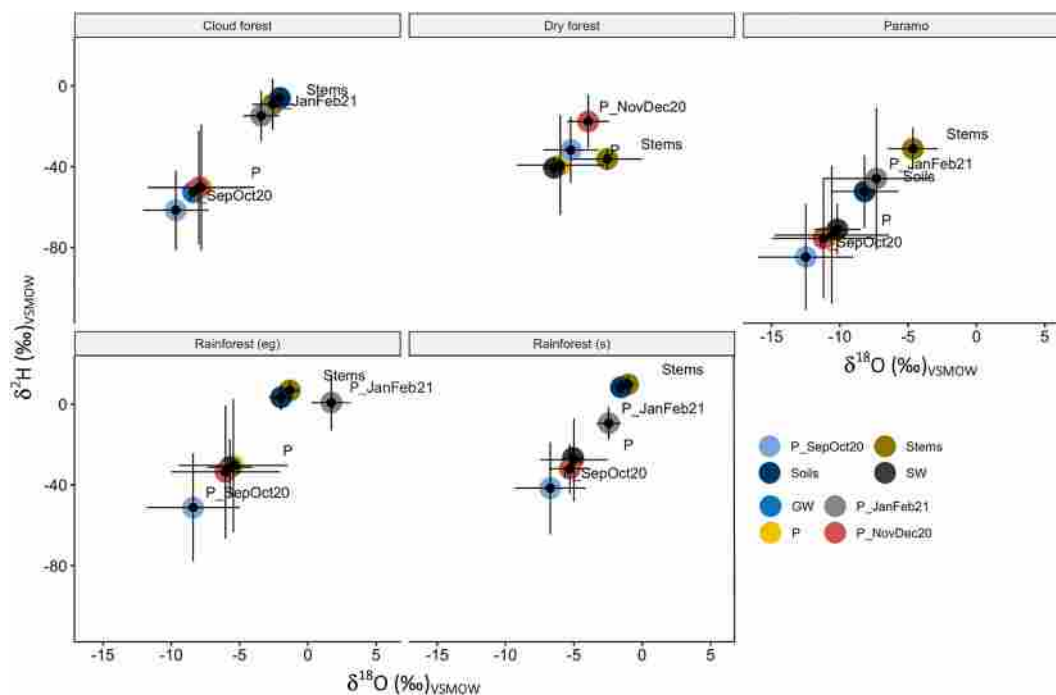 Cloud forest
Dry forest
Paramo
0
-40
-80
Stems
JanFeb21
P
SepOct20
P_NovDec20
P
Stems
Stems
P_JanFeb21
Soils
P
SepOct20
-15 -10 -5 0 5
δ18O (‰)VSMOW
δ2H (‰)VSMOW
Rainforest (eg)
Rainforest (s)
0
-40
-80
Stems
P_JanFeb21
P
P_SepOct20
Stems
P_JanFeb21
P
SepOct20
-15 -10 -5 0 5
-15 -10 -5 0 5
δ18O (‰)VSMOW
P_SepOct20
Stems
Soils
SW
GW
P_JanFeb21
P
P_NovDec20